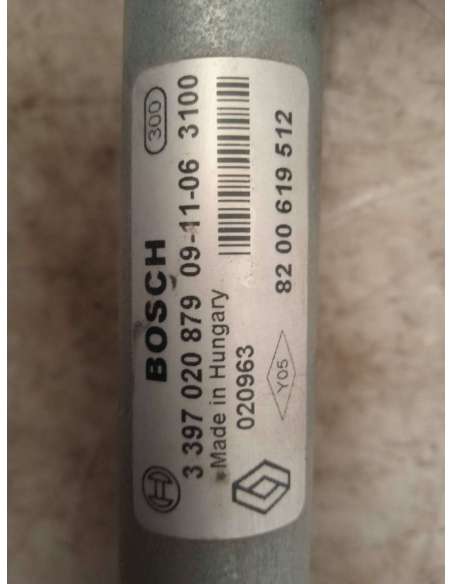 BOSCH
300
3 397 020 879 09-11-06 3100
Made in Hungary
020963
Y05
82 00 619 512